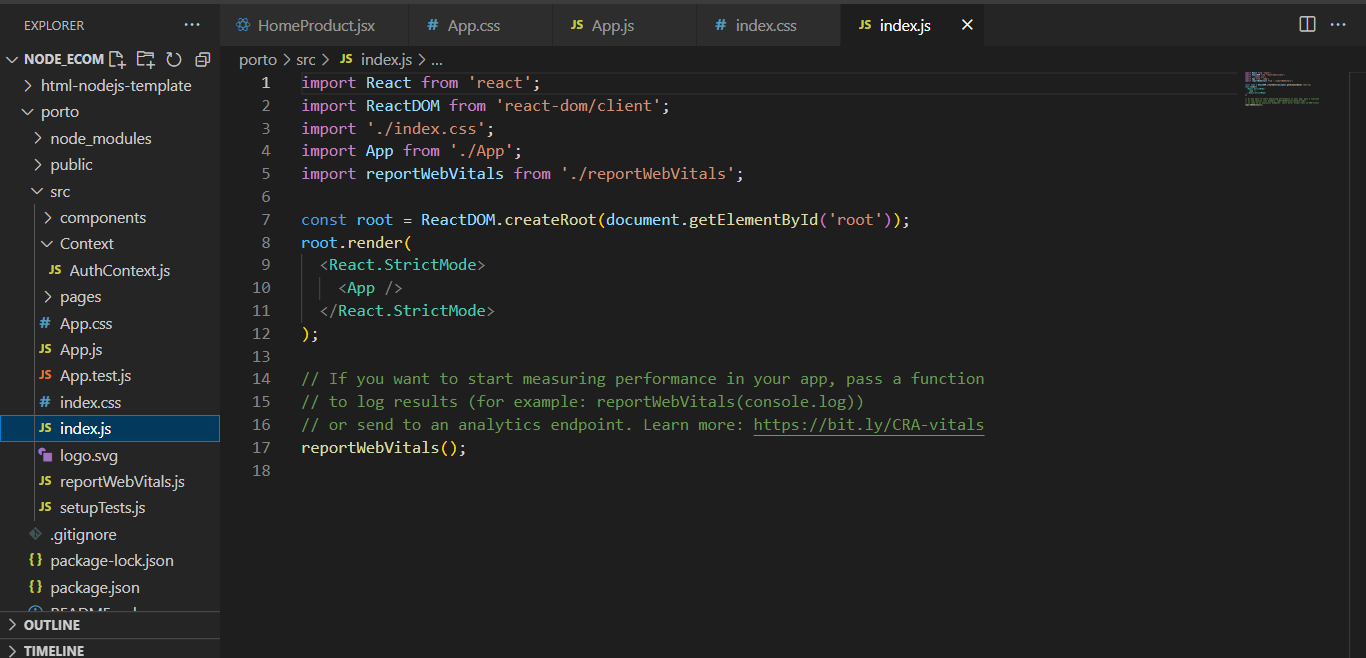 EXPLORER
NODE_ECOM
html-nodejs-template
porto
node_modules
public
src
components
Context
JS AuthContext.js
pages
# App.css
JS App.js
JS App.test.js
# index.css
JS index.js
logo.svg
JS reportWebVitals.js
JS setupTests.js
.gitignore
{} package-lock.json
{} package.json
OUTLINE
TIMELINE
HomeProduct.jsx # App.css JS App.js # index.css JS index.js
porto > src > JS index.js > ...
1 import React from 'react';
2 import ReactDOM from 'react-dom/client';
3 import './index.css';
4 import App from './App';
5 import reportWebVitals from './reportWebVitals';
6
7 const root = ReactDOM.createRoot(document.getElementById('root'));
8 root.render(
9 <React.StrictMode>
10 <App />
11 </React.StrictMode>
12 );
13
14 // If you want to start measuring performance in your app, pass a function
15 // to log results (for example: reportWebVitals(console.log))
16 // or send to an analytics endpoint. Learn more: https://bit.ly/CRA-vitals
17 reportWebVitals();
18